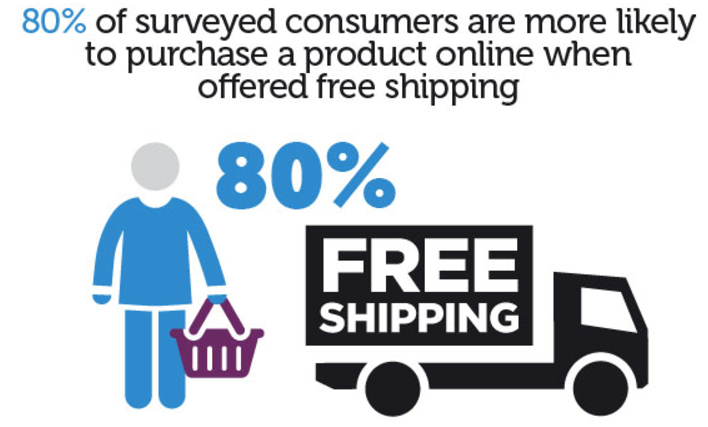 80% of surveyed consumers are more likely
to purchase a product online when
offered free shipping
80%
FREE
SHIPPING